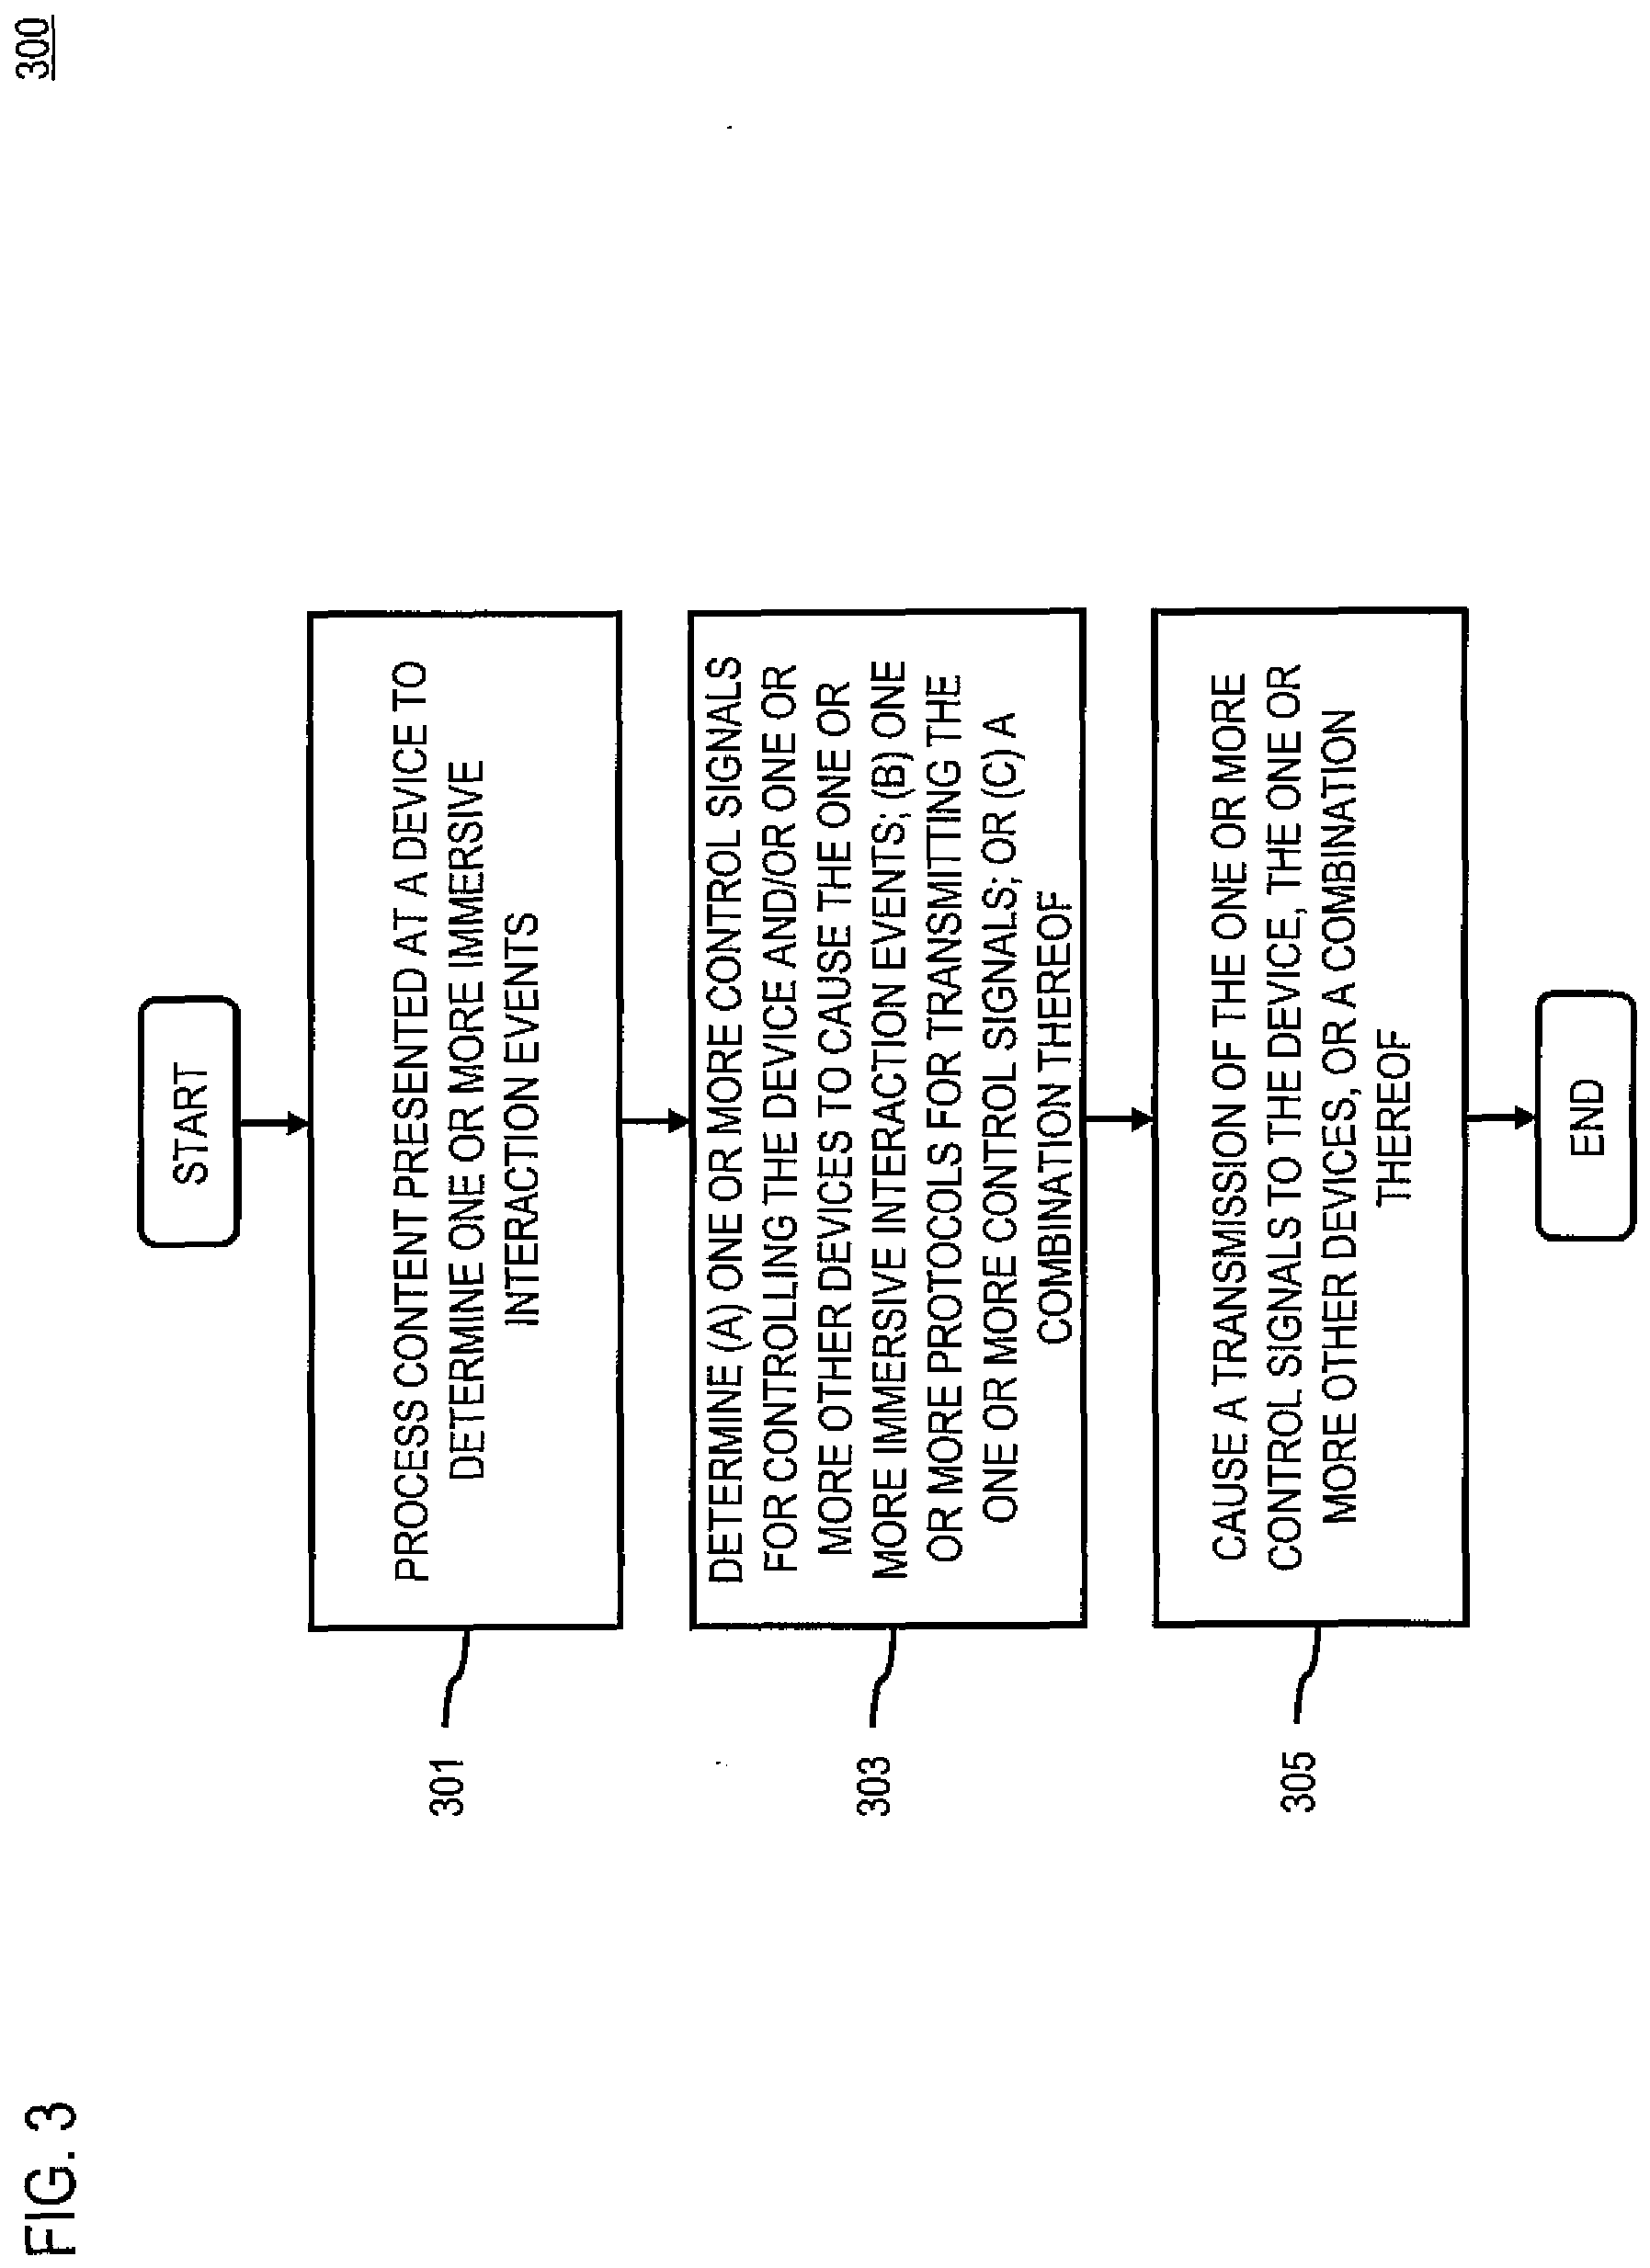 FIG. 3
300
START
PROCESS CONTENT PRESENTED AT A DEVICE TO
DETERMINE ONE OR MORE IMMERSIVE
INTERACTION EVENTS
301
DETERMINE (A) ONE OR MORE CONTROL SIGNALS
FOR CONTROLLING THE DEVICE AND/OR ONE OR
MORE OTHER DEVICES TO CAUSE THE ONE OR
MORE IMMERSIVE INTERACTION EVENTS; (B) ONE
OR MORE PROTOCOLS FOR TRANSMITTING THE
ONE OR MORE CONTROL SIGNALS; OR (C) A
COMBINATION THEREOF
303
CAUSE A TRANSMISSION OF THE ONE OR MORE
CONTROL SIGNALS TO THE DEVICE, THE ONE OR
MORE OTHER DEVICES, OR A COMBINATION
THEREOF
305
END